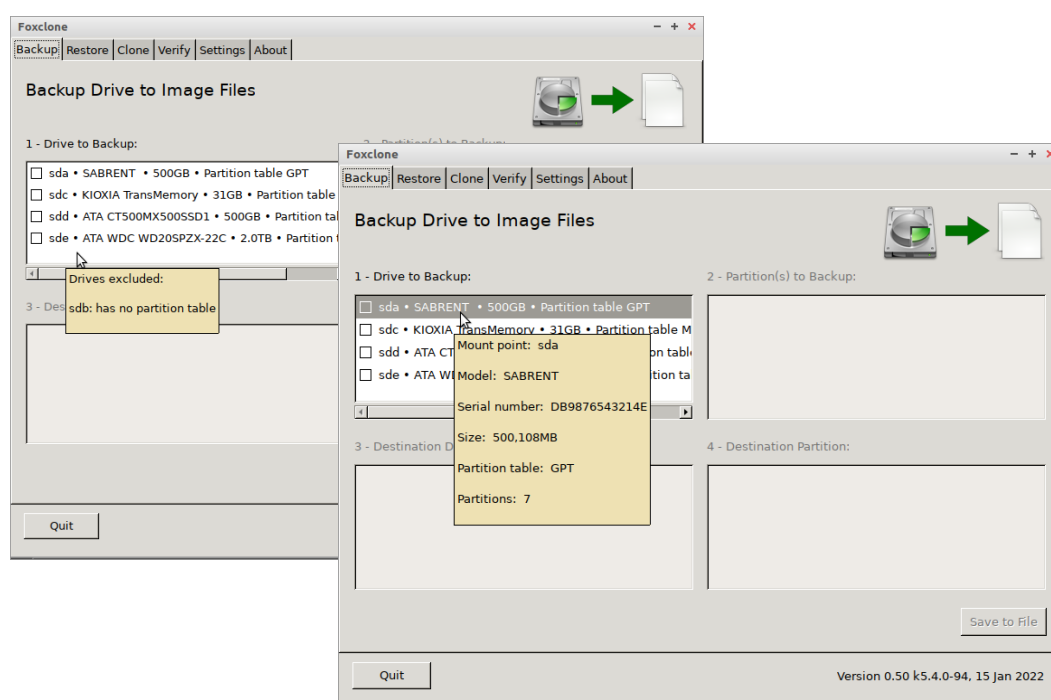 Foxclone
Backup Restore Clone Verify Settings About
Backup Drive to Image Files
1 - Drive to Backup:
sda • SABRENT • 500GB • Partition table GPT
sdc • KIOXIA TransMemory • 31GB • Partition table
sdd • ATA CT500MX500SSD1 • 500GB • Partition tal
sde • ATA WDC WD20SPZX-22C • 2.0TB • Partition
Drives excluded:
sdb: has no partition table
3 - Des
Quit
Foxclone
Backup Restore Clone Verify Settings About
Backup Drive to Image Files
1 - Drive to Backup:
2 - Partition(s) to Backup:
sda • SABRENT • 500GB • Partition table GPT
sdc • KIOXIA TransMemory • 31GB • Partition table M
sdd • ATA CT on tabl
sde • ATA W ition ta
Mount point: sda
Model: SABRENT
Serial number: DB9876543214E
Size: 500,108MB
Partition table: GPT
Partitions: 7
3 - Destination D
4 - Destination Partition:
Save to File
Quit
Version 0.50 k5.4.0-94, 15 Jan 2022